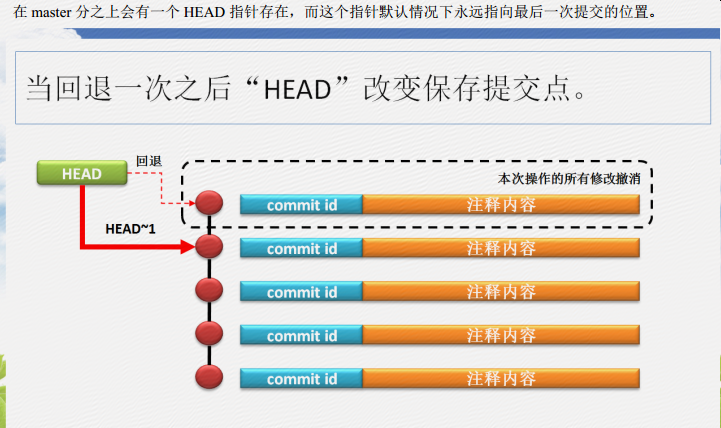 在 master 分之上会有一个 HEAD 指针存在，而这个指针默认情况下永远指向最后一次提交的位置。
当回退一次之后“HEAD”改变保存提交点。
回退
HEAD
本次操作的所有修改撤消
commit id 注释内容
HEAD~1
commit id 注释内容
commit id 注释内容
commit id 注释内容
commit id 注释内容